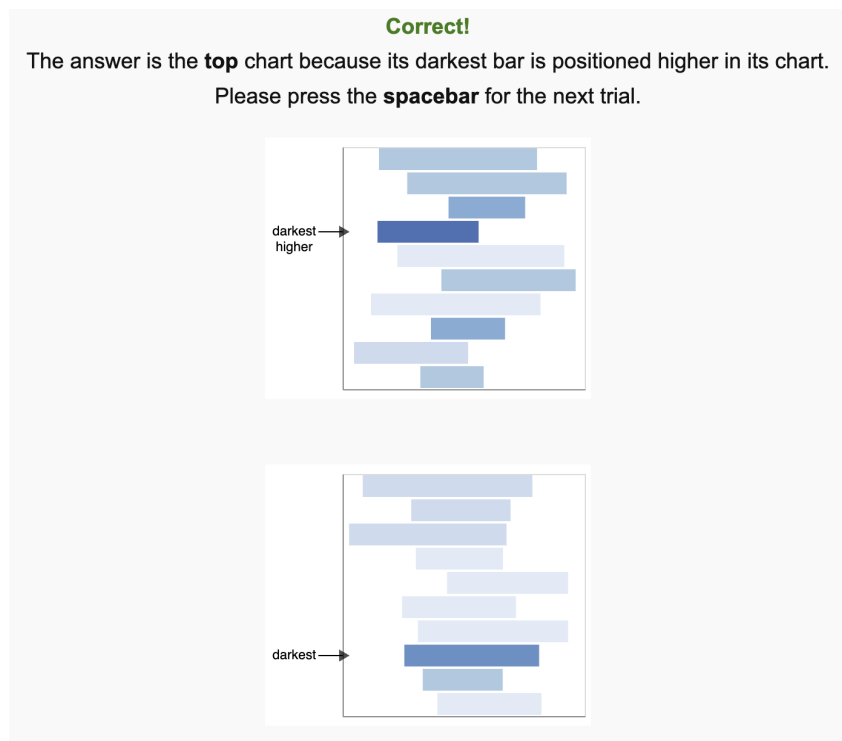 Correct!
The answer is the top chart because its darkest bar is positioned higher in its chart.
Please press the spacebar for the next trial.
darkest
higher
darkest